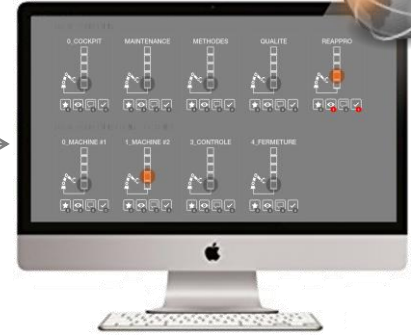 0_COCKPIT MAINTENANCE METHODES QUALITE REAPPRO
0_MACHINE #1 1_MACHINE #2 3_CONTROLE 4_FERMETURE